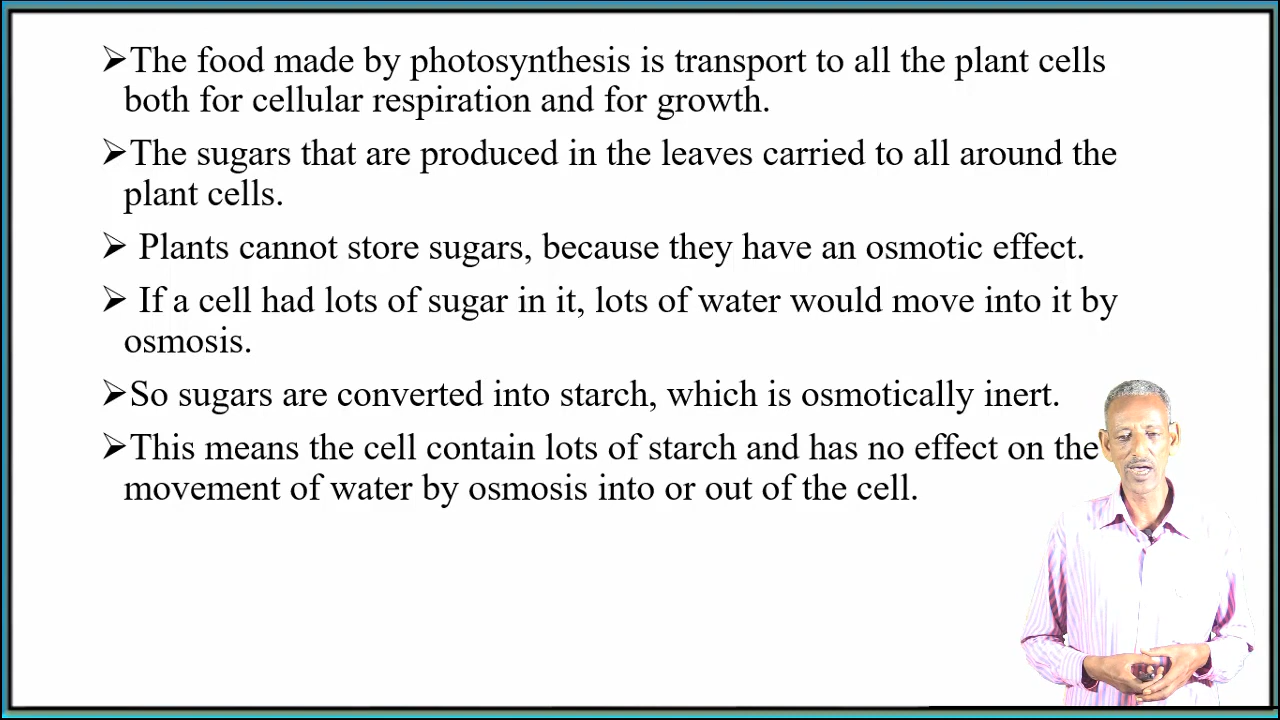 ➢The food made by photosynthesis is transport to all the plant cells
both for cellular respiration and for growth.
➢The sugars that are produced in the leaves carried to all around the
plant cells.
➢ Plants cannot store sugars, because they have an osmotic effect.
➢ If a cell had lots of sugar in it, lots of water would move into it by
osmosis.
➢So sugars are converted into starch, which is osmotically inert.
➢This means the cell contain lots of starch and has no effect on the
movement of water by osmosis into or out of the cell.